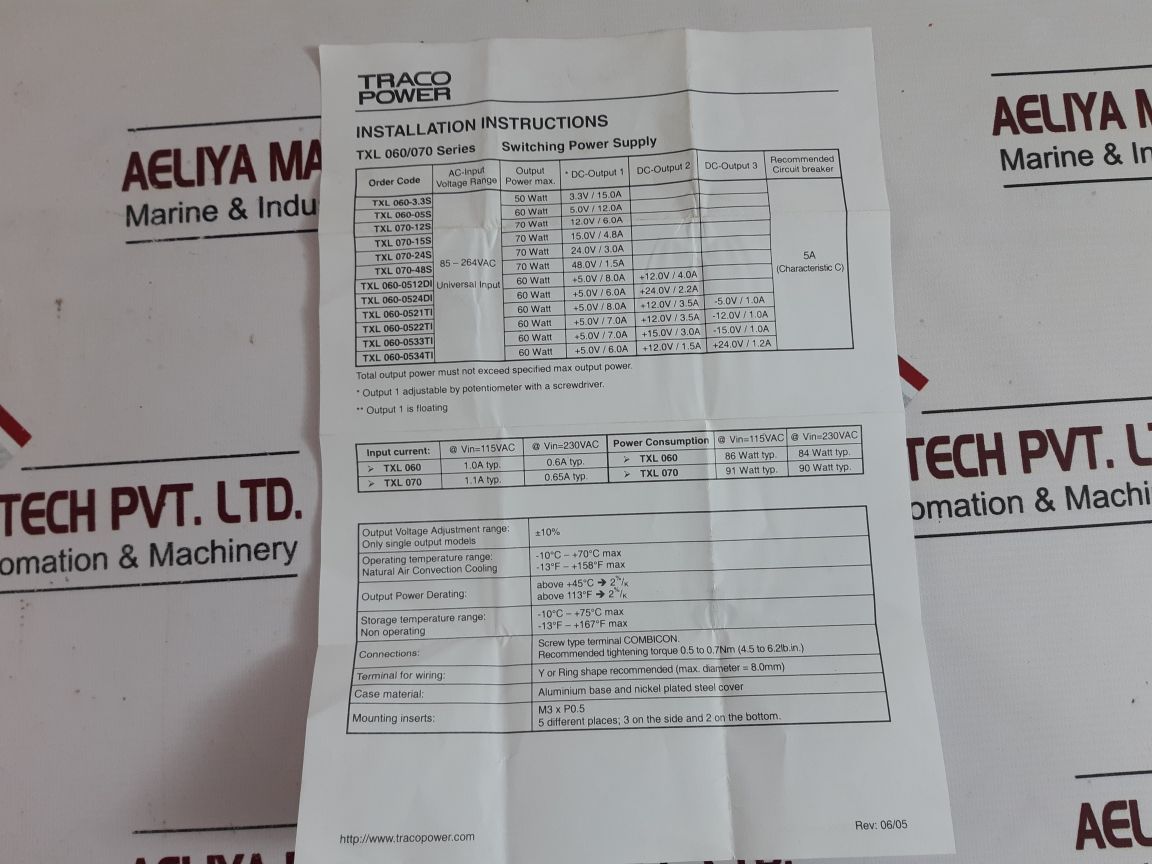 TRACO
POWER
INSTALLATION INSTRUCTIONS
TXL 060/070 Series Switching Power Supply
Order Code AC-Input Voltage Range Output Power max. * DC-Output 1 DC-Output 2 DC-Output 3 Recommended Circuit breaker
TXL 060-3.3S 50 Watt 3.3V / 15.0A
TXL 060-05S 60 Watt 5.0V / 12.0A
TXL 070-12S 70 Watt 12.0V / 6.0A
TXL 070-15S 70 Watt 15.0V / 4.8A
TXL 070-24S 70 Watt 24.0V / 3.0A
TXL 070-48S 70 Watt 48.0V / 1.5A
85 – 264VAC
Universal Input
5A
(Characteristic C)
TXL 060-0512DI 60 Watt +5.0V / 8.0A +12.0V / 4.0A
TXL 060-0524DI 60 Watt +5.0V / 6.0A +24.0V / 2.2A
TXL 060-0521TI 60 Watt +5.0V / 8.0A +12.0V / 3.5A -5.0V / 1.0A
TXL 060-0522TI 60 Watt +5.0V / 7.0A +12.0V / 3.5A -12.0V / 1.0A
TXL 060-0533TI 60 Watt +5.0V / 7.0A +15.0V / 3.0A -15.0V / 1.0A
TXL 060-0534TI 60 Watt +5.0V / 6.0A +12.0V / 1.5A +24.0V / 1.2A
Total output power must not exceed specified max output power.
* Output 1 adjustable by potentiometer with a screwdriver.
** Output 1 is floating
Input current: @ Vin=115VAC @ Vin=230VAC Power Consumption @ Vin=115VAC @ Vin=230VAC
➢ TXL 060 1.0A typ. 0.6A typ. ➢ TXL 060 86 Watt typ. 84 Watt typ.
➢ TXL 070 1.1A typ. 0.65A typ. ➢ TXL 070 91 Watt typ. 90 Watt typ.
Output Voltage Adjustment range: ±10%
Only single output models
Operating temperature range: -10°C – +70°C max
Natural Air Convection Cooling -13°F – +158°F max
Output Power Derating: above +45°C ➔ 2%/K
above 113°F ➔ 2%/K
Storage temperature range: -10°C – +75°C max
Non operating -13°F – +167°F max
Connections: Screw type terminal COMBICON.
Recommended tightening torque 0.5 to 0.7Nm (4.5 to 6.2lb.in.)
Terminal for wiring: Y or Ring shape recommended (max. diameter = 8.0mm)
Case material: Aluminium base and nickel plated steel cover
Mounting inserts: M3 x P0.5
5 different places; 3 on the side and 2 on the bottom.
http://www.tracopower.com Rev: 06/05
AELIYA MA
Marine & Indu
AELIYA M
Marine & In
TECH PVT. LTD.
omation & Machinery
TECH PVT. L
omation & Machi
AE
AELIYA MA